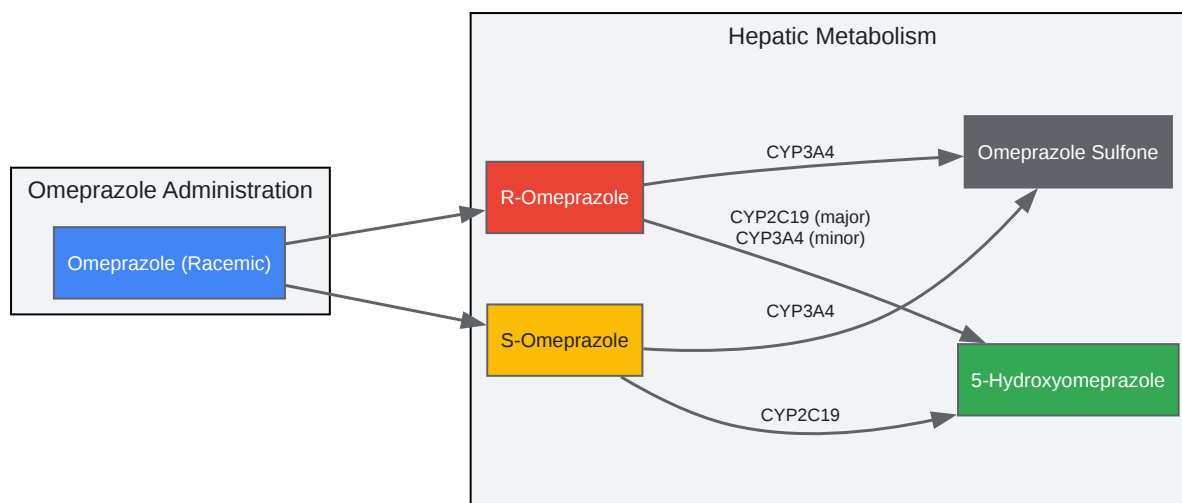 Hepatic Metabolism
Omeprazole Administration
Omeprazole (Racemic)
R-Omeprazole
S-Omeprazole
CYP3A4
CYP2C19 (major)
CYP3A4 (minor)
CYP3A4
CYP2C19
Omeprazole Sulfone
5-Hydroxyomeprazole